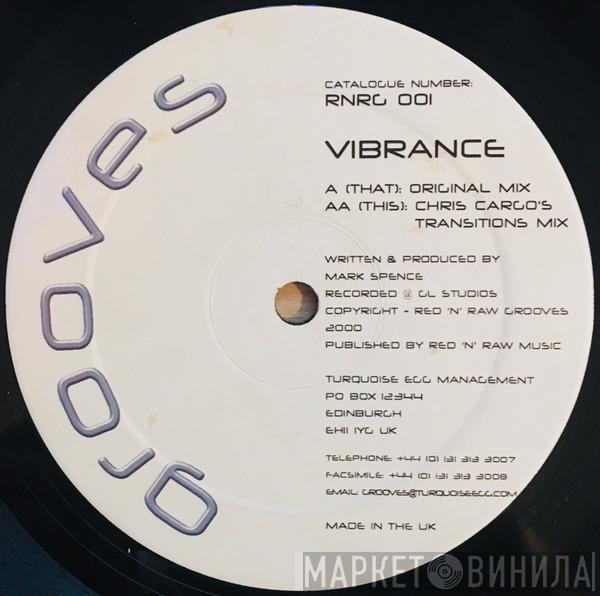 grooves
CATALOGUE NUMBER:
RNRG 001
VIBRANCE
A (THAT): ORIGINAL MIX
AA (THIS): CHRIS CARGO'S
TRANSITIONS MIX
WRITTEN & PRODUCED BY
MARK SPENCE
RECORDED @ GL STUDIOS
COPYRIGHT - RED 'N' RAW GROOVES
2000
PUBLISHED BY RED 'N' RAW MUSIC
TURQUOISE EGG MANAGEMENT
PO BOX 12344
EDINBURGH
EH11 1YG UK
TELEPHONE: +44 (0) 131 313 3007
FACSIMILE: +44 (0) 131 313 3008
EMAIL: GROOVES@TURQUOISEEGG.COM
MADE IN THE UK
МАРКЕТ ВИНИЛА